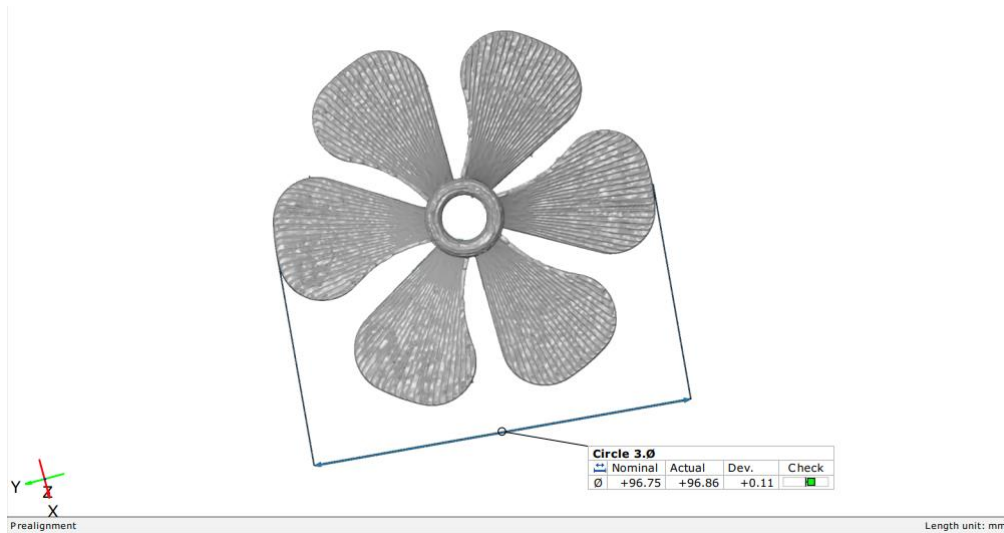 Circle 3.Ø
Nominal Actual Dev. Check
Ø +96.75 +96.86 +0.11
Y
Z
X
Prealignment Length unit: mm